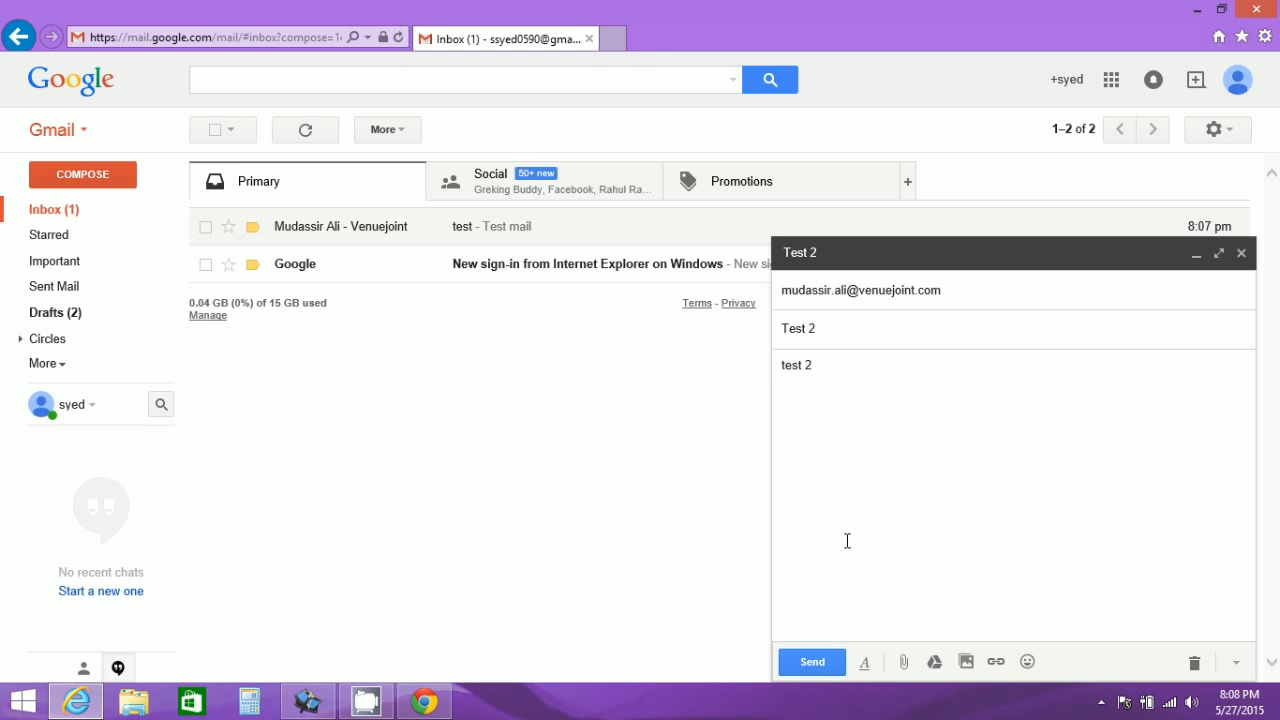 https://mail.google.com/mail/#inbox?compose=1
Inbox (1) - ssyed0590@gma...
Google
+syed
Gmail
More
1–2 of 2
COMPOSE
Primary
Social 50+ new
Greking Buddy, Facebook, Rahul Ra...
Promotions
+
Inbox (1)
Starred
Important
Sent Mail
Drafts (2)
Circles
More
Mudassir Ali - Venuejoint test - Test mail 8:07 pm
Google New sign-in from Internet Explorer on Windows - New si
0.04 GB (0%) of 15 GB used
Manage
Terms - Privacy
Test 2
mudassir.ali@venuejoint.com
Test 2
test 2
Send
syed
No recent chats
Start a new one
8:08 PM
5/27/2015